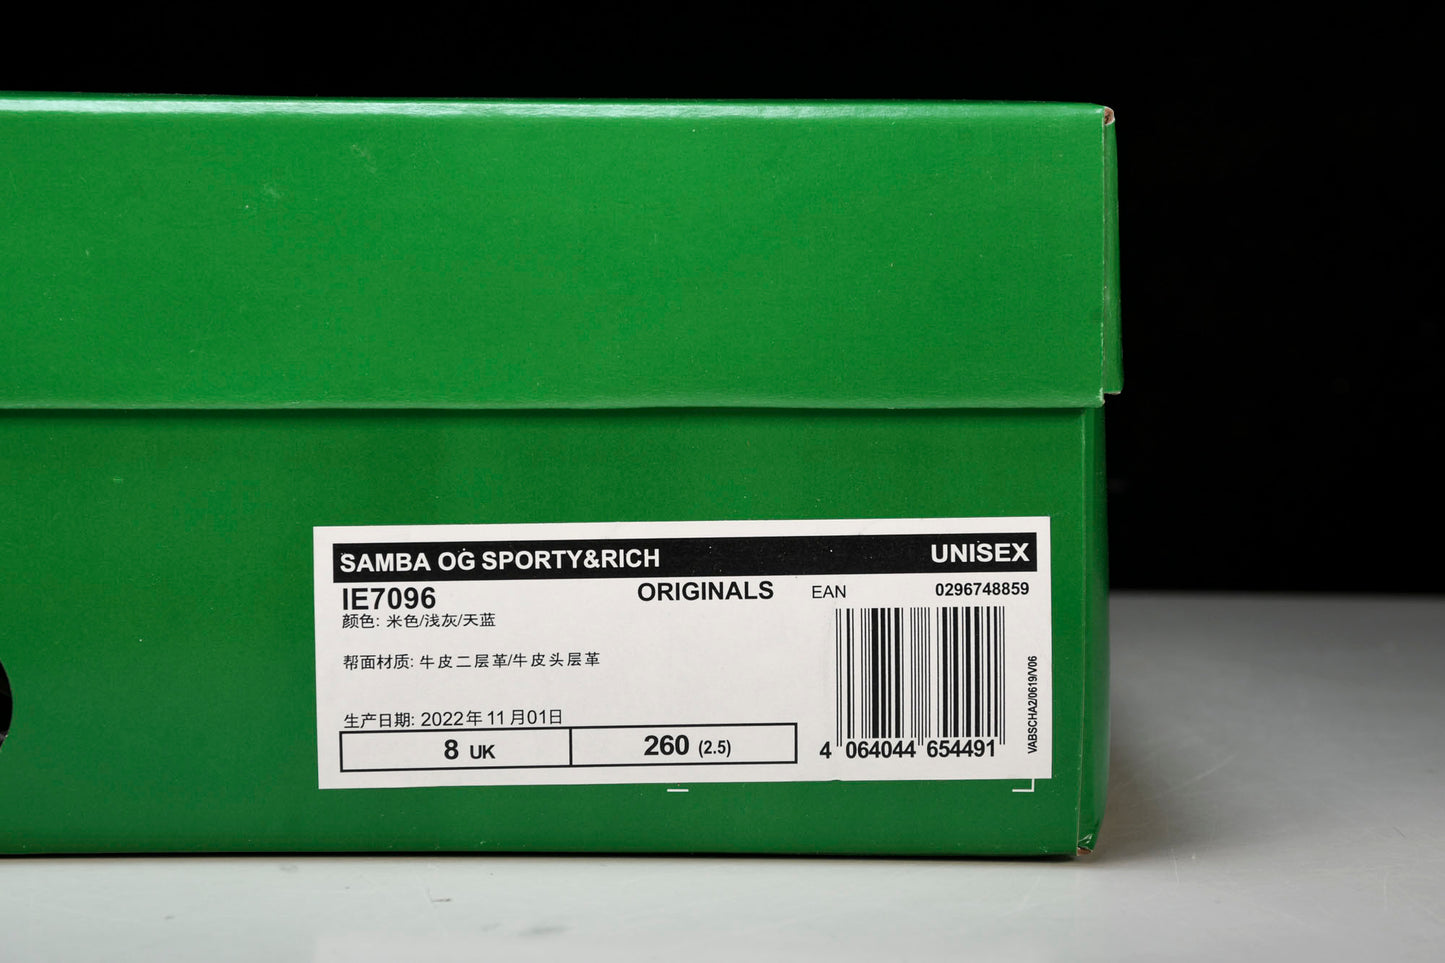 SAMBA OG SPORTY&RICH UNISEX
IE7096 ORIGINALS EAN 0296748859
颜色: 米色/浅灰/天蓝
帮面材质: 牛皮二层革/牛皮头层革
生产日期: 2022年11月01日
8 UK 260 (2.5)
4 064044 654491
VABSCHA2/0619/V06